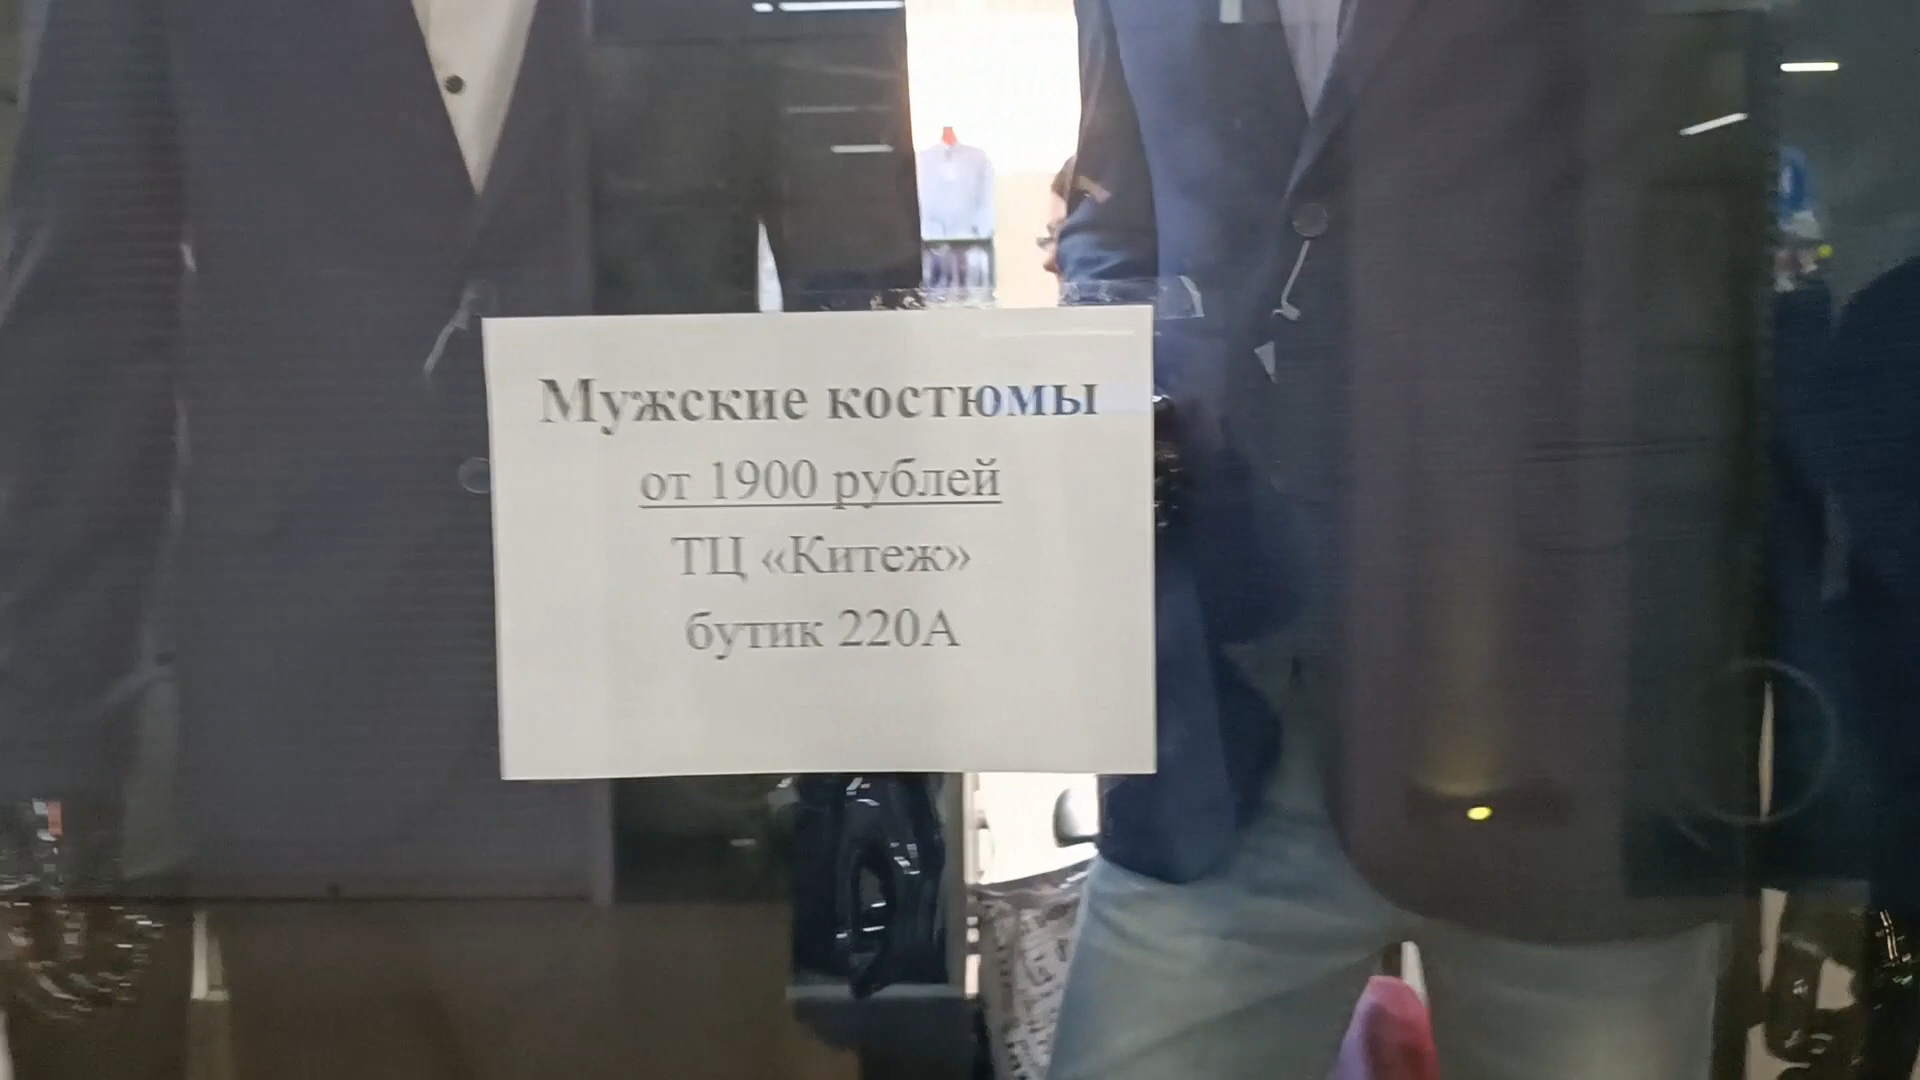 Мужские костюмы
от 1900 рублей
ТЦ «Китеж»
бутик 220А